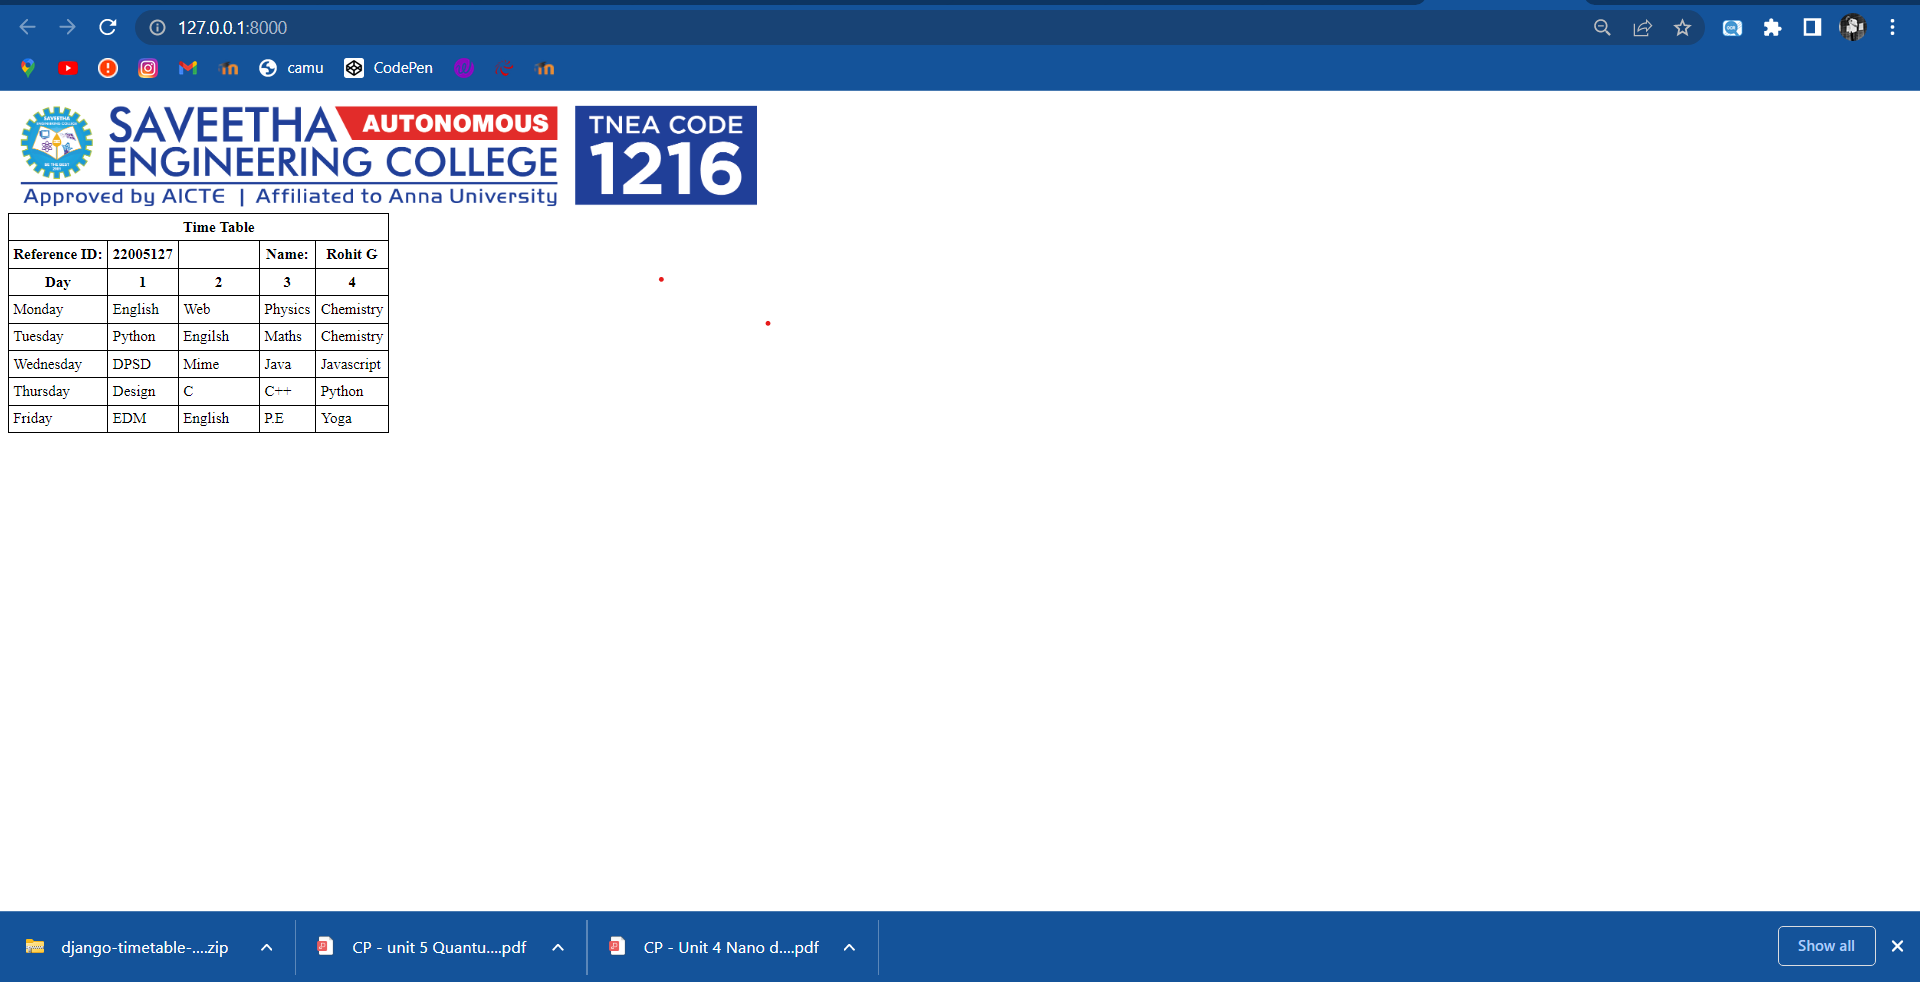 127.0.0.1:8000
camu CodePen
SAVEETHA AUTONOMOUS
ENGINEERING COLLEGE
Approved by AICTE | Affiliated to Anna University
TNEA CODE
1216
Time Table
Reference ID: 22005127 Name: Rohit G
Day 1 2 3 4
Monday English Web Physics Chemistry
Tuesday Python Engilsh Maths Chemistry
Wednesday DPSD Mime Java Javascript
Thursday Design C C++ Python
Friday EDM English P.E Yoga
django-timetable-....zip CP - unit 5 Quantu....pdf CP - Unit 4 Nano d....pdf Show all